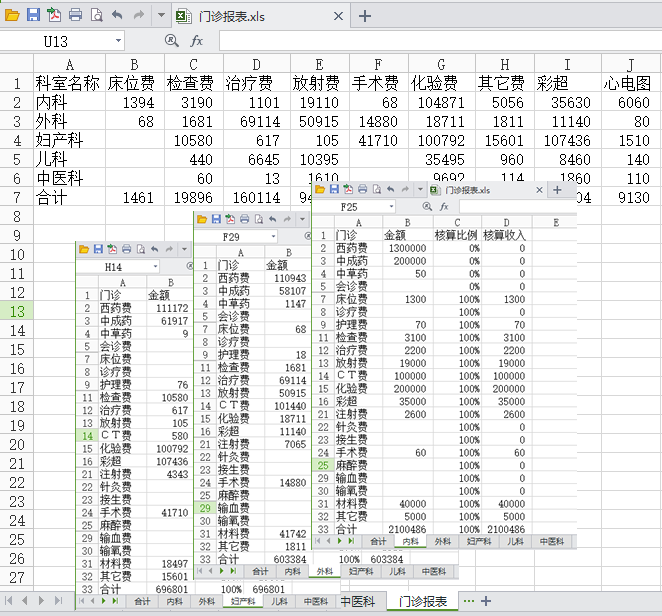 门诊报表.xls
U13 fx
A B C D E F G H I J
1 科室名称 床位费 检查费 治疗费 放射费 手术费 化验费 其它费 彩超 心电图
2 内科 1394 3190 1101 19110 68 104871 5056 35630 6060
3 外科 68 1681 69114 50915 14880 18711 1811 11140 80
4 妇产科 10580 617 105 41710 100792 15601 107436 1510
5 儿科 440 6645 10395 35495 960 8460 140
6 中医科 60 13 1610 9692 114 1860 110
7 合计 1461 19896 160114 9130
8
9
10
11
12
13
14
15
16
17
18
19
20
21
22
23
24
25
26
27
H14
A B
1 门诊 金额
2 西药费 111172
3 中成药 61917
4 中草药 9
5 会诊费
7 床位费
8 诊疗费
9 护理费 76
11 检查费 10580
12 治疗费 617
13 放射费 105
14 CT费 580
15 化验费 100792
16 彩超 107436
21 注射费 4343
22 针灸费
23 接生费
24 手术费 41710
25 麻醉费
29 输血费
30 输氧费
31 材料费 18497
32 其它费 15601
33 合计 696801
100% 696801
合计 内科 外科 妇产科 儿科 中医科
F29
A B
1 门诊 金额
2 西药费 110943
3 中成药 58107
4 中草药 1147
5 会诊费
7 床位费 68
8 诊疗费
9 护理费 18
11 检查费 1681
12 治疗费 69114
13 放射费 50915
14 CT费 101440
15 化验费 18711
16 彩超 11140
21 注射费 7065
22 针灸费
23 接生费
24 手术费 14880
25 麻醉费
29 输血费
30 输氧费
31 材料费 41742
32 其它费 1811
33 合计 603384 100% 603384
合计 内科 外科 妇产科 儿科 中医科
门诊报表.xls
F25 fx
A B C D E
1 门诊 金额 核算比例 核算收入
2 西药费 1300000 0% 0
3 中成药 200000 0% 0
4 中草药 50 0% 0
5 会诊费 0% 0
7 床位费 1300 100% 1300
8 诊疗费 100% 0
9 护理费 70 100% 70
11 检查费 3100 100% 3100
12 治疗费 2200 100% 2200
13 放射费 19000 100% 19000
14 CT费 100000 100% 100000
15 化验费 200000 100% 200000
16 彩超 35000 100% 35000
21 注射费 2600 100% 2600
22 针灸费 100% 0
23 接生费 100% 0
24 手术费 60 100% 60
25 麻醉费 100% 0
29 输血费 100% 0
30 输氧费 100% 0
31 材料费 40000 100% 40000
32 其它费 5000 100% 5000
33 合计 2100486 100% 2100486
合计 内科 外科 妇产科 儿科 中医科
中医科 门诊报表 ··· +